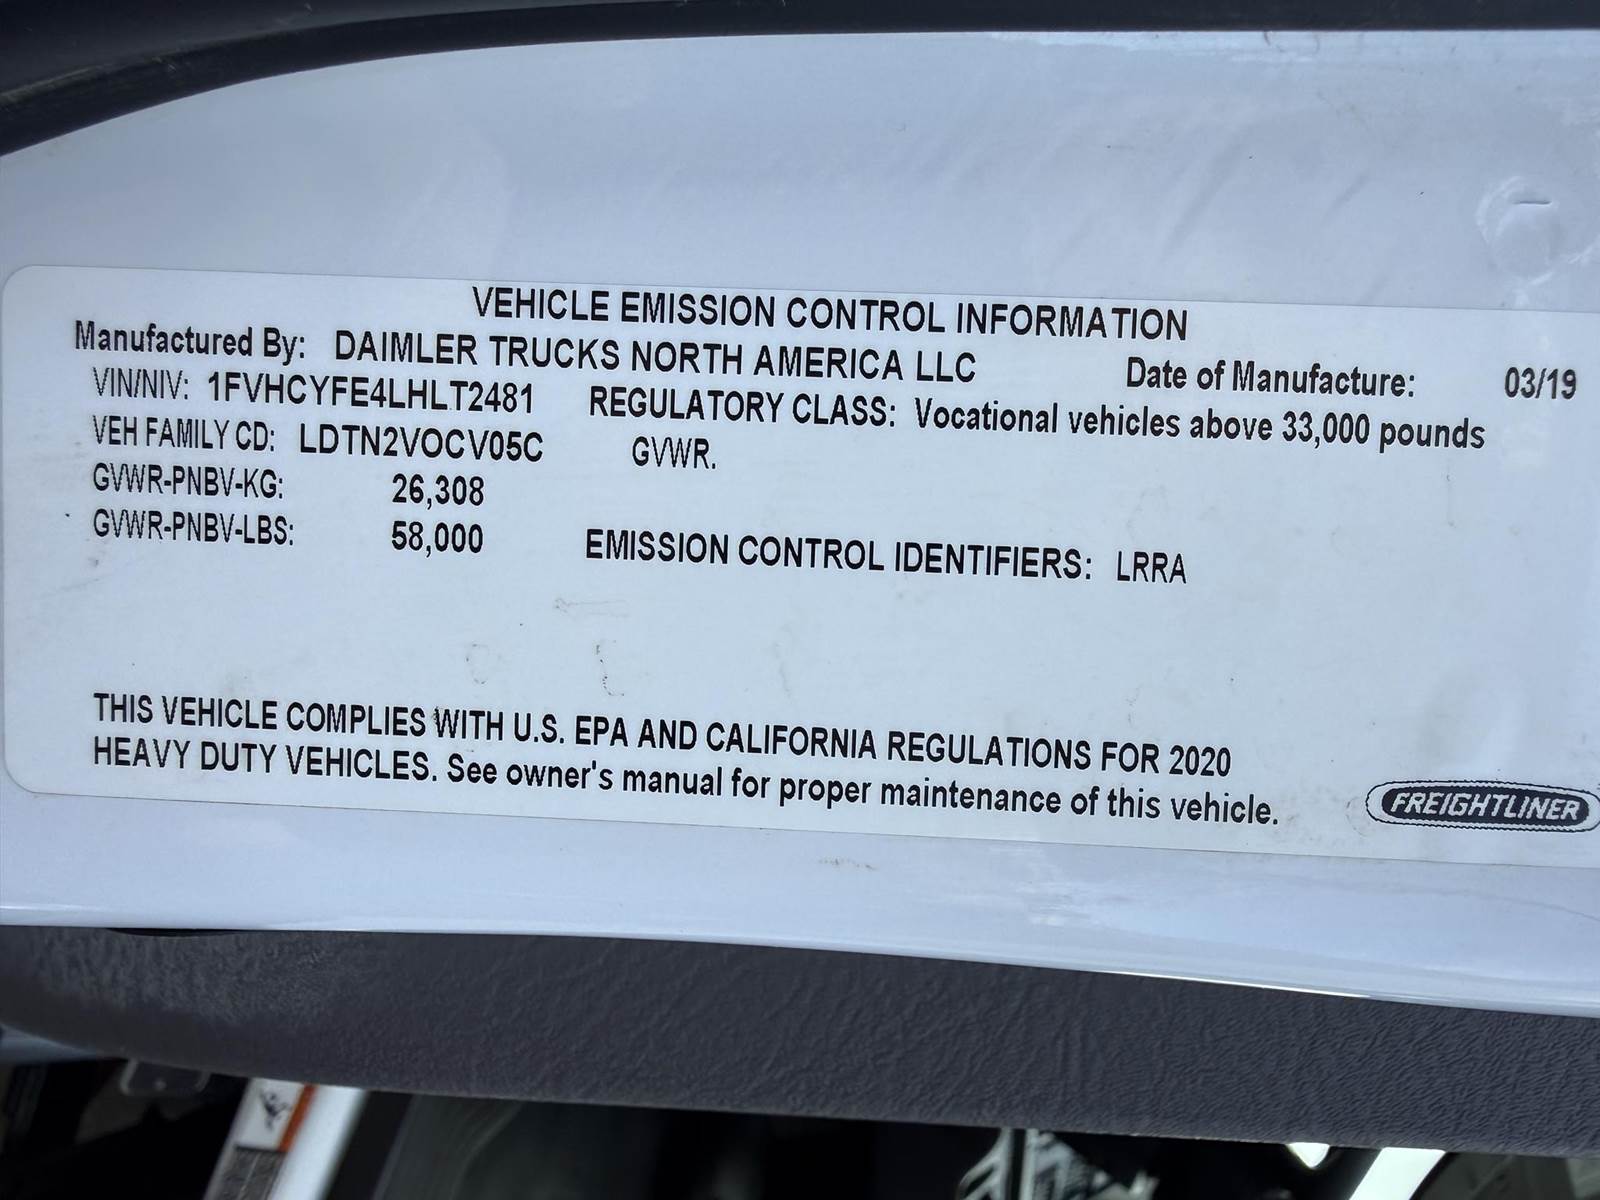 VEHICLE EMISSION CONTROL INFORMATION
Manufactured By: DAIMLER TRUCKS NORTH AMERICA LLC Date of Manufacture: 03/19
VIN/NIV: 1FVHCYFE4LHLT2481 REGULATORY CLASS: Vocational vehicles above 33,000 pounds
VEH FAMILY CD: LDTN2VOCV05C GVWR.
GVWR-PNBV-KG: 26,308
GVWR-PNBV-LBS: 58,000 EMISSION CONTROL IDENTIFIERS: LRRA
THIS VEHICLE COMPLIES WITH U.S. EPA AND CALIFORNIA REGULATIONS FOR 2020
HEAVY DUTY VEHICLES. See owner's manual for proper maintenance of this vehicle.
FREIGHTLINER